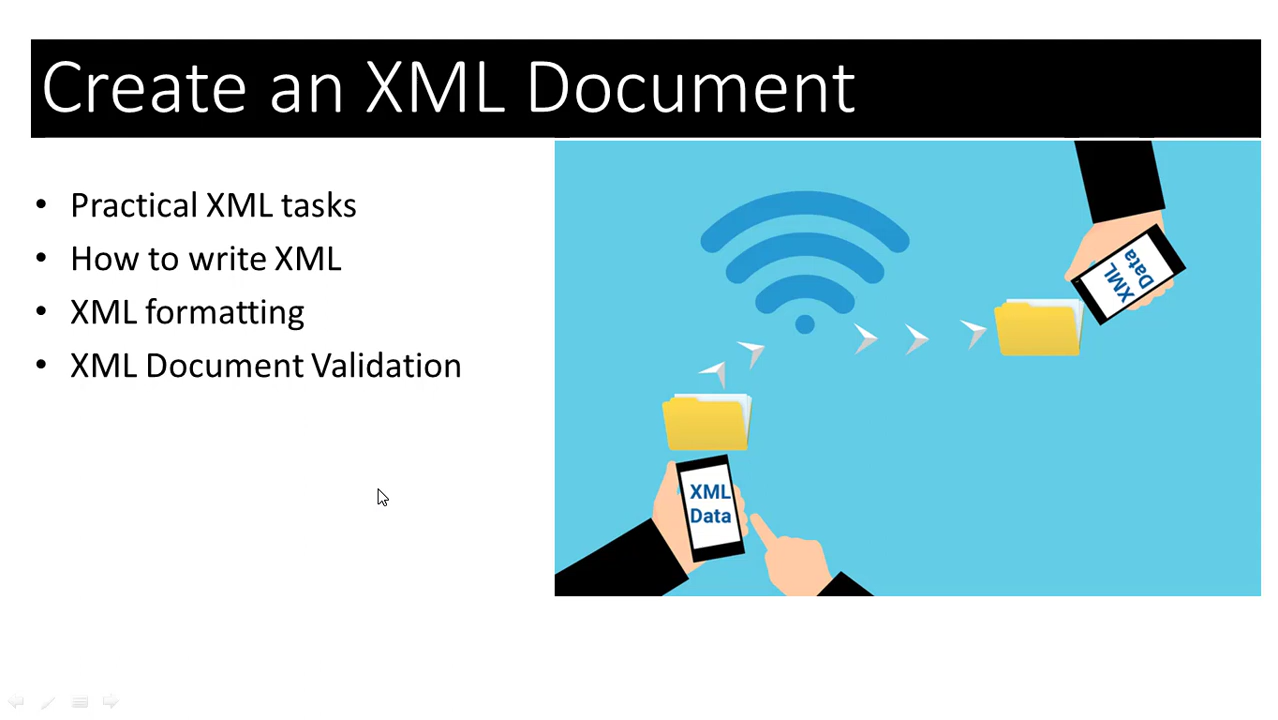 Create an XML Document
• Practical XML tasks
• How to write XML
• XML formatting
• XML Document Validation
XML
Data
XML
Data